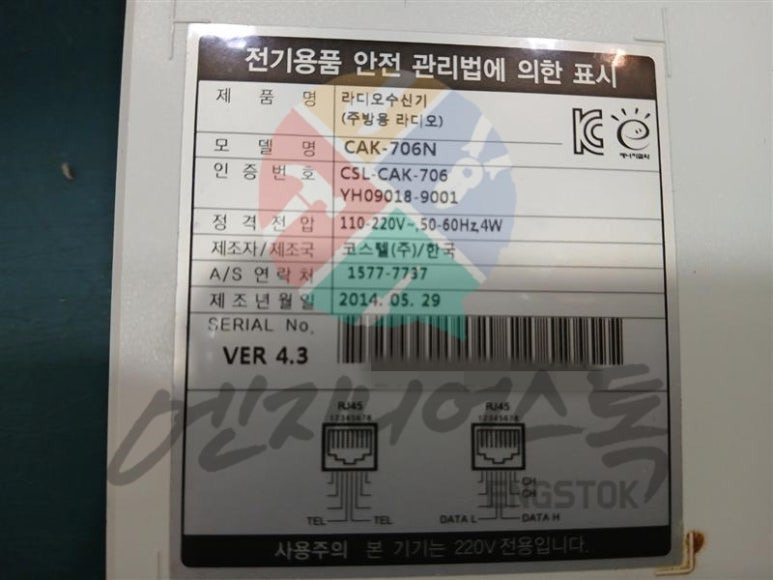 전기용품 안전 관리법에 의한 표시
제 품 명 라디오수신기
(주방용 라디오)
모 델 명 CAK-706N
인 증 번 호 CSL-CAK-706
YH09018-9001
정 격 전 압 110-220V~,50-60Hz,4W
제조자/제조국 코스텔(주)/한국
A/S 연락처 1577-7737
제 조 년 월 일 2014. 05. 29
SERIAL No.
VER 4.3
RJ45 RJ45
12345678 12345678
CH
CH
TEL TEL DATA L DATA H
사용주의 본 기기는 220V 전용입니다.
엔지니어스톡
ENGSTOK